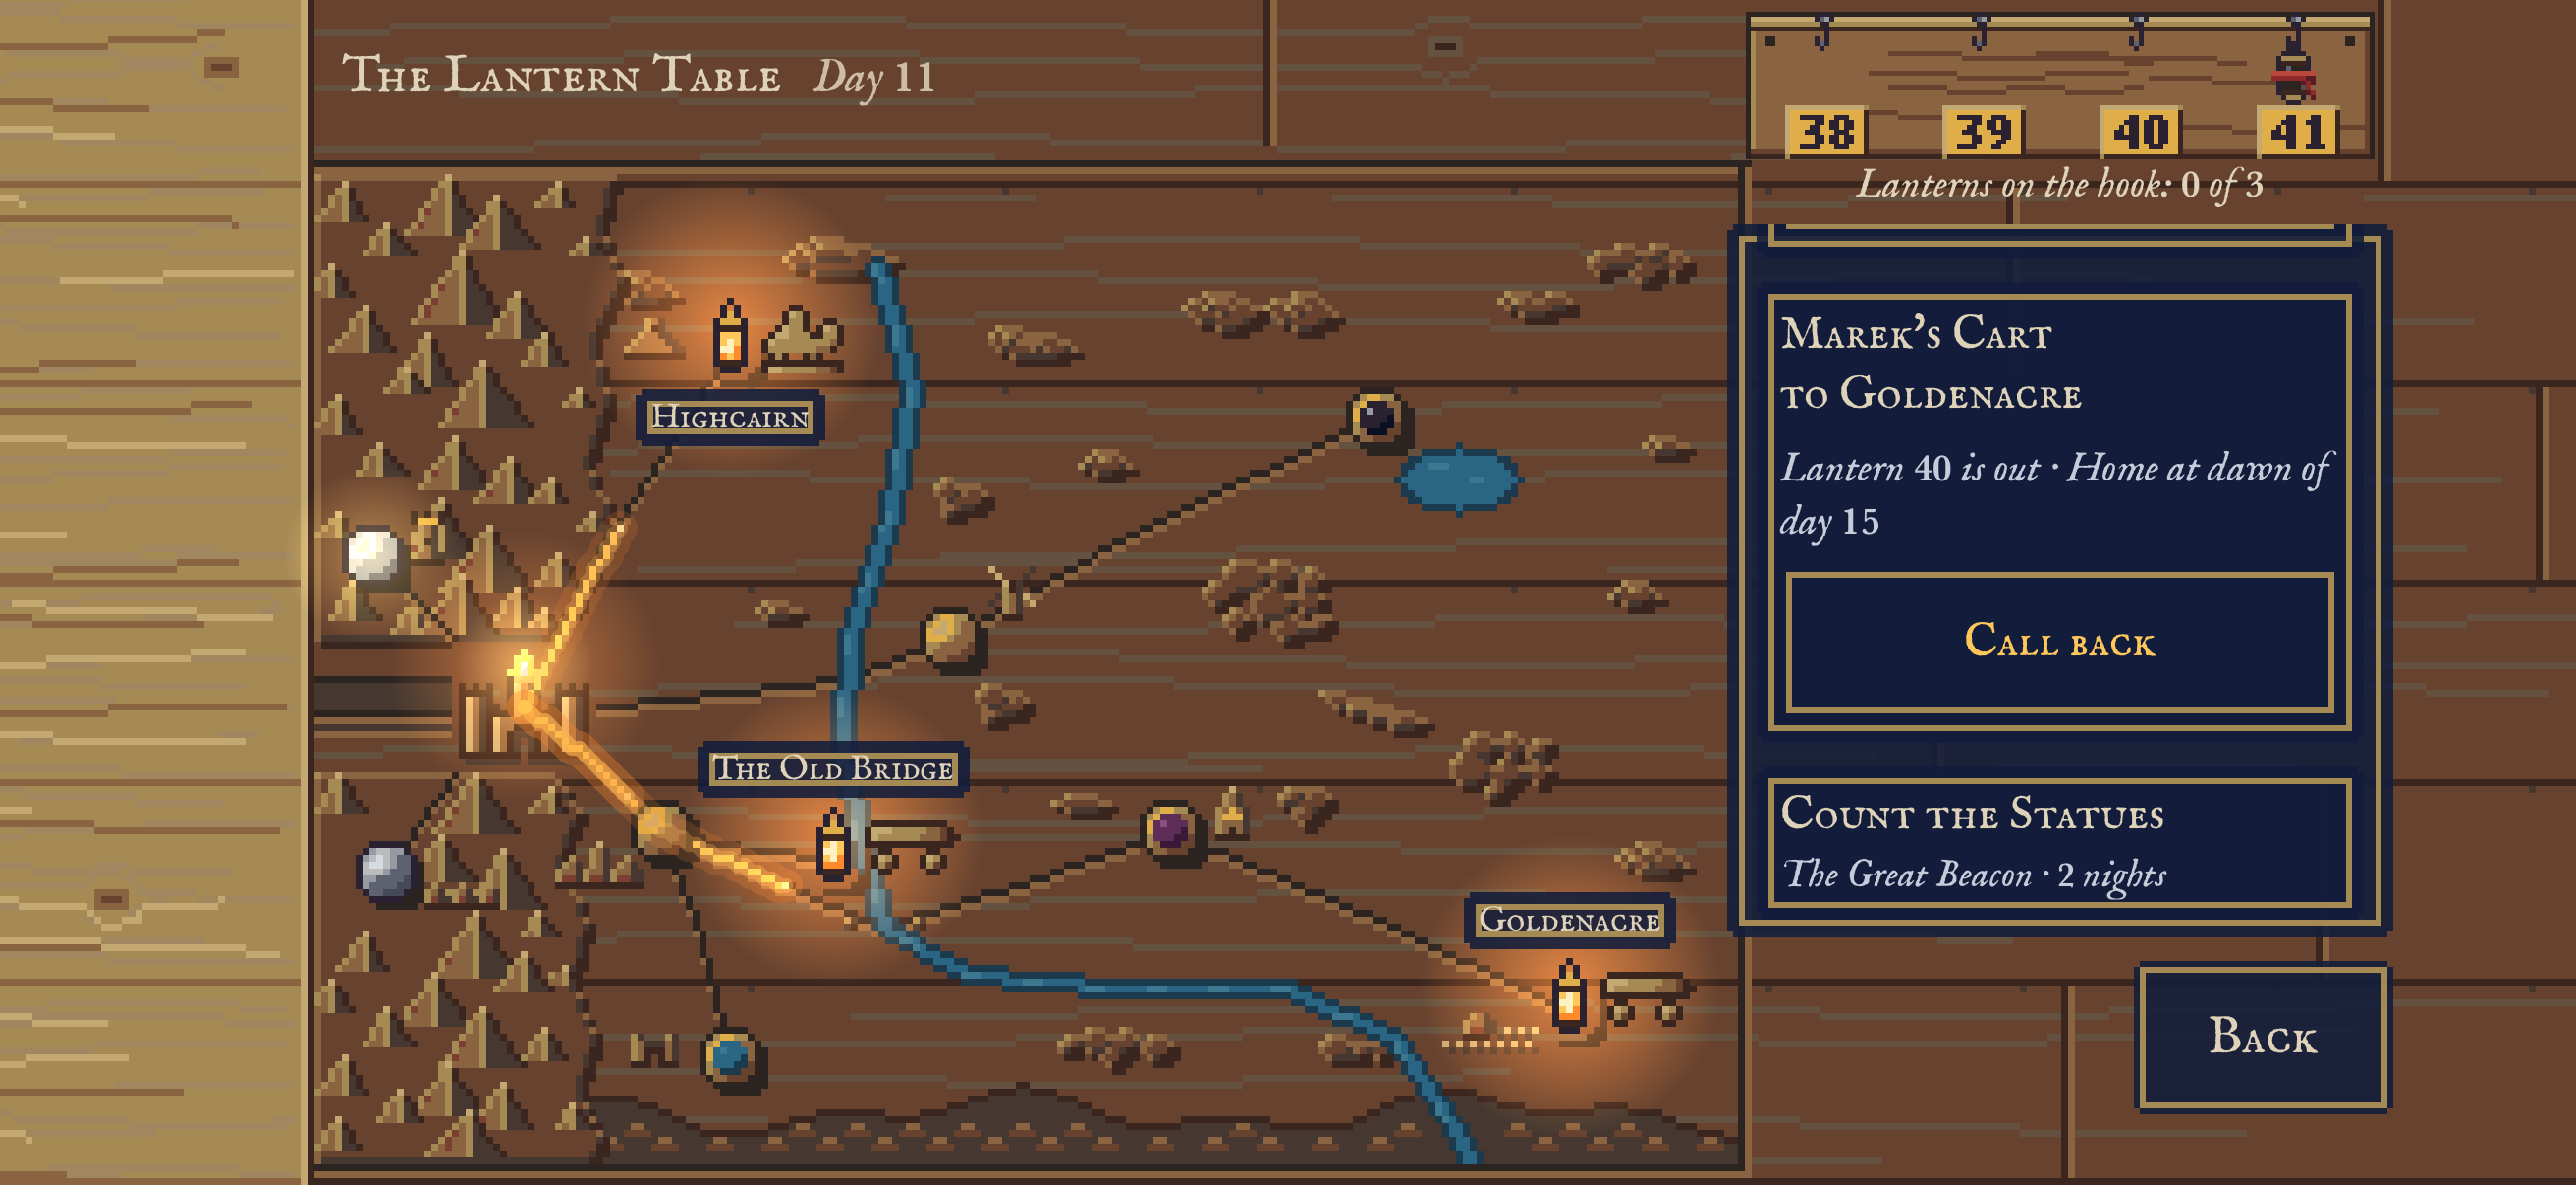 The Lantern Table Day 11
38 39 40 41
Lanterns on the hook: 0 of 3
Highcairn
The Old Bridge
Goldenacre
Marek's Cart
to Goldenacre
Lantern 40 is out · Home at dawn of
day 15
Call back
Count the Statues
The Great Beacon · 2 nights
Back